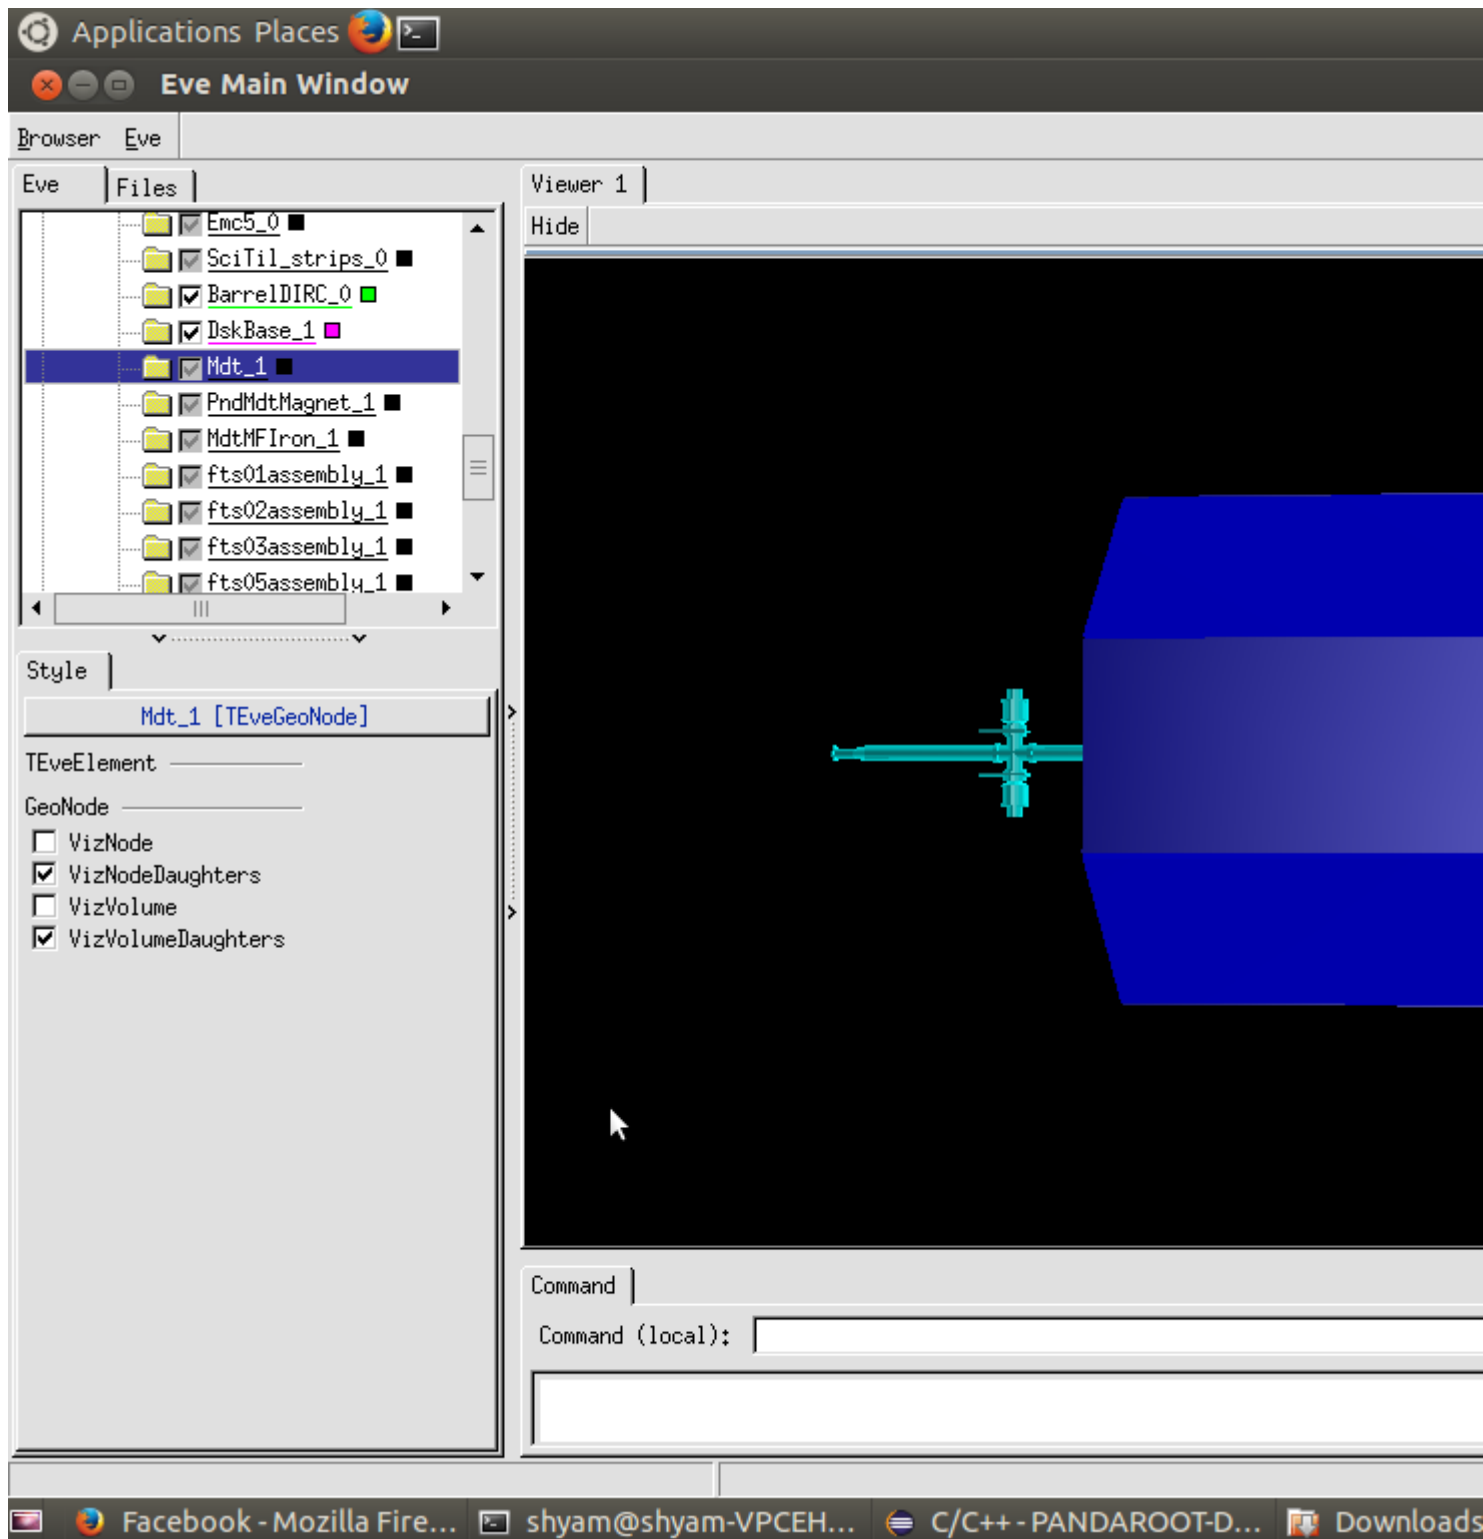 Applications Places
Eve Main Window
Browser Eve
Eve Files
Viewer 1
Hide
Emc5_0
SciTil_strips_0
BarrelDIRC_0
DskBase_1
Mdt_1
PndMdtMagnet_1
MdtMFIron_1
fts01assembly_1
fts02assembly_1
fts03assembly_1
fts05assembly_1
Style
Mdt_1 [TEveGeoNode]
TEveElement
GeoNode
VizNode
VizNodeDaughters
VizVolume
VizVolumeDaughters
Command
Command (local):
Facebook - Mozilla Fire... shyam@shyam-VPCEH... C/C++ - PANDAROOT-D... Downloads